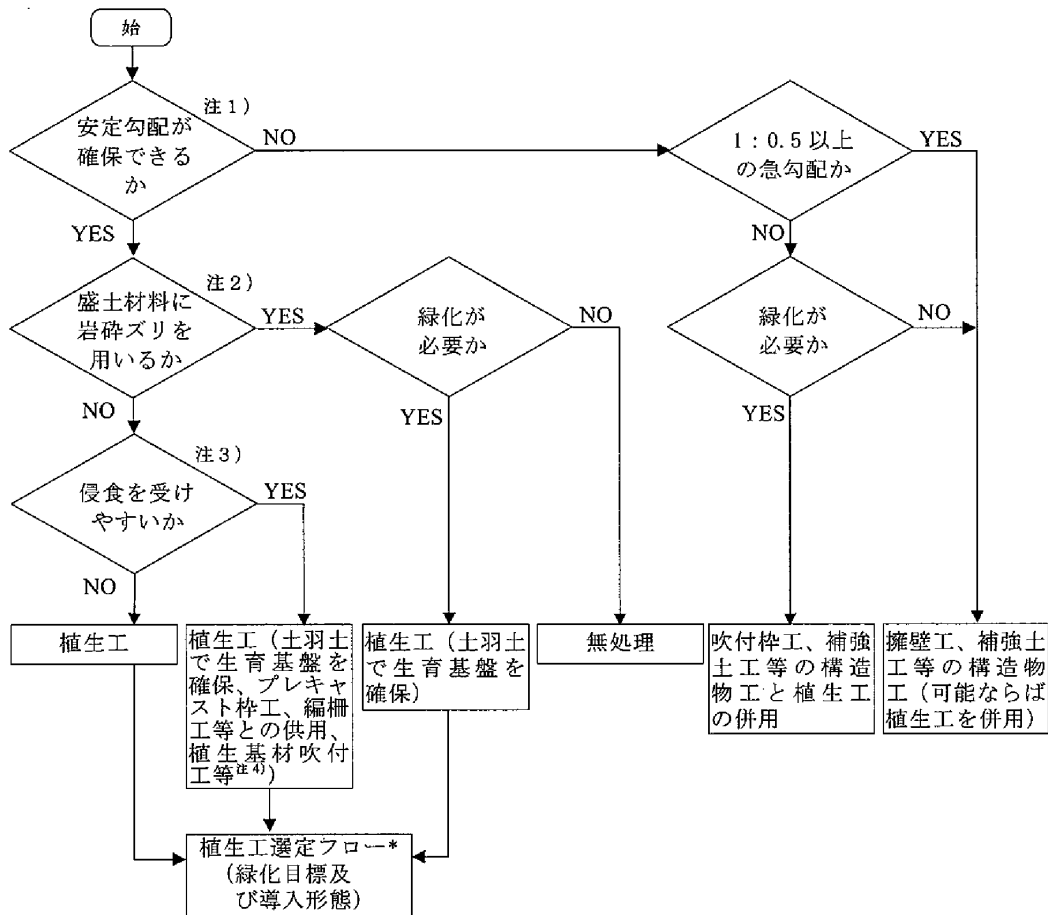 始
注1)
安定勾配が
確保できる
か
NO
1:0.5以上
の急勾配か
YES
YES
NO
注2)
盛土材料に
岩砕ズリを
用いるか
YES
緑化が
必要か
NO
緑化が
必要か
NO
NO
YES
YES
注3)
侵食を受け
やすいか
YES
NO
植生工
植生工(土羽土
で生育基盤を
確保、プレキャ
スト枠工、編柵
工等との供用、
植生基材吹付
工等注4))
植生工(土羽土
で生育基盤を
確保)
無処理
吹付枠工、補強
土工等の構造
物工と植生工
の併用
擁壁工、補強土
工等の構造物
工(可能ならば
植生工を併用)
植生工選定フロー*
(緑化目標及
び導入形態)